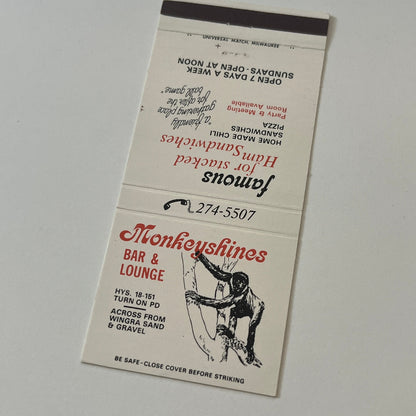 Monkeyshines
BAR &
LOUNGE
HYS. 18-151
TURN ON PD
ACROSS FROM
WINGRA SAND
& GRAVEL
BE SAFE-CLOSE COVER BEFORE STRIKING
274-5507
famous
for stacked
Ham Sandwiches
HOME MADE CHILI
SANDWICHES
PIZZA
Party & Meeting
Room Available
"a friendly
gathering place
for after the
ball game"
OPEN 7 DAYS A WEEK
SUNDAYS-OPEN AT NOON
UNIVERSAL MATCH, MILWAUKEE